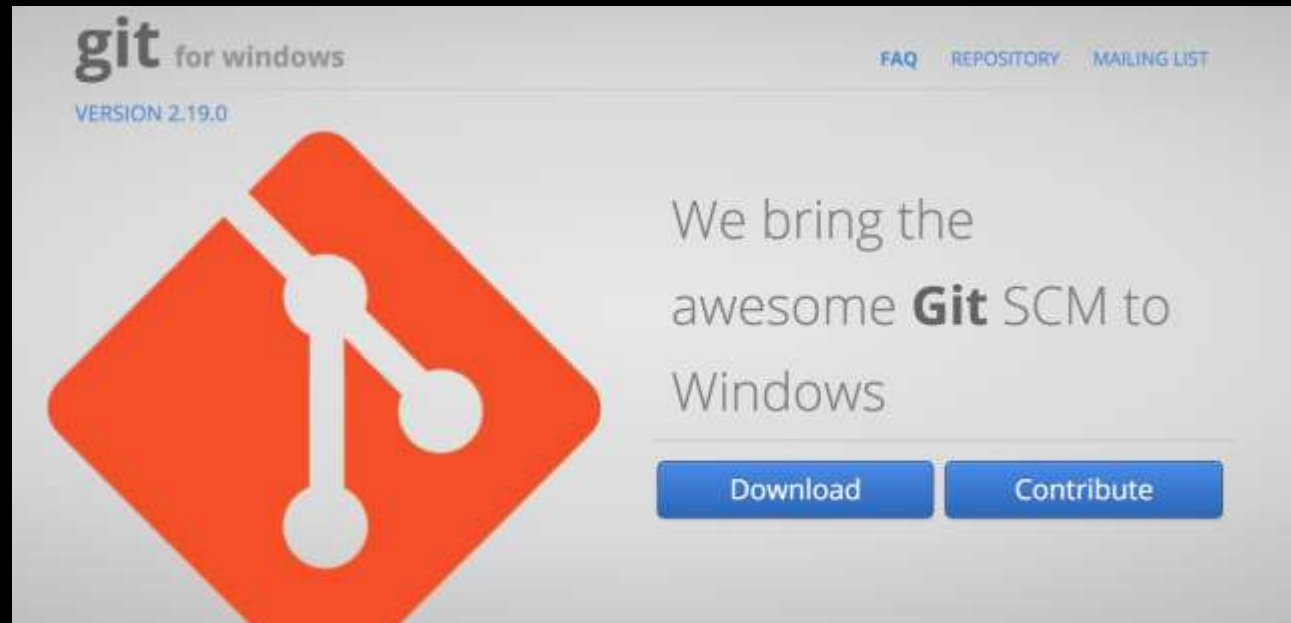 git for windows
FAQ REPOSITORY MAILING LIST
VERSION 2.19.0
We bring the
awesome Git SCM to
Windows
Download Contribute